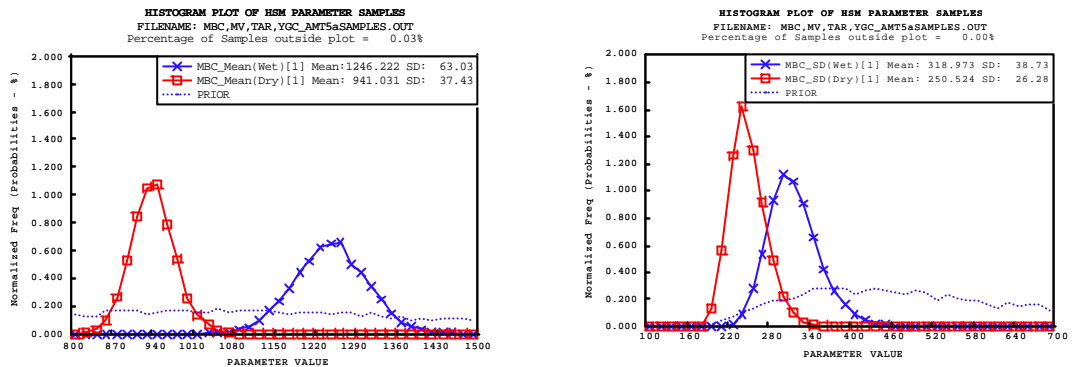 HISTOGRAM PLOT OF HSM PARAMETER SAMPLES
FILENAME: MBC,MV,TAR,YGC_AMT5aSAMPLES.OUT
Percentage of Samples outside plot = 0.03%
MBC_Mean(Wet)[1] Mean:1246.222 SD: 63.03
MBC_Mean(Dry)[1] Mean: 941.031 SD: 37.43
PRIOR
Normalized Freq (Probabilities - %)
2.000
1.800
1.600
1.400
1.200
1.000
0.800
0.600
0.400
0.200
0.000
800 870 940 1010 1080 1150 1220 1290 1360 1430 1500
PARAMETER VALUE
HISTOGRAM PLOT OF HSM PARAMETER SAMPLES
FILENAME: MBC,MV,TAR,YGC_AMT5aSAMPLES.OUT
Percentage of Samples outside plot = 0.00%
MBC_SD(Wet)[1] Mean: 318.973 SD: 38.73
MBC_SD(Dry)[1] Mean: 250.524 SD: 26.28
PRIOR
Normalized Freq (Probabilities - %)
2.000
1.800
1.600
1.400
1.200
1.000
0.800
0.600
0.400
0.200
0.000
100 160 220 280 340 400 460 520 580 640 700
PARAMETER VALUE